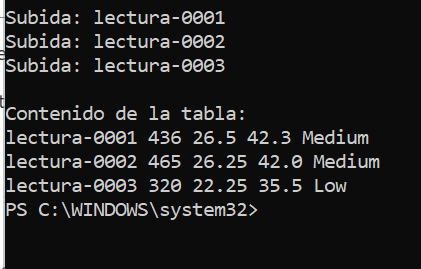 Subida: lectura-0001
Subida: lectura-0002
Subida: lectura-0003
Contenido de la tabla:
lectura-0001 436 26.5 42.3 Medium
lectura-0002 465 26.25 42.0 Medium
lectura-0003 320 22.25 35.5 Low
PS C:\WINDOWS\system32>